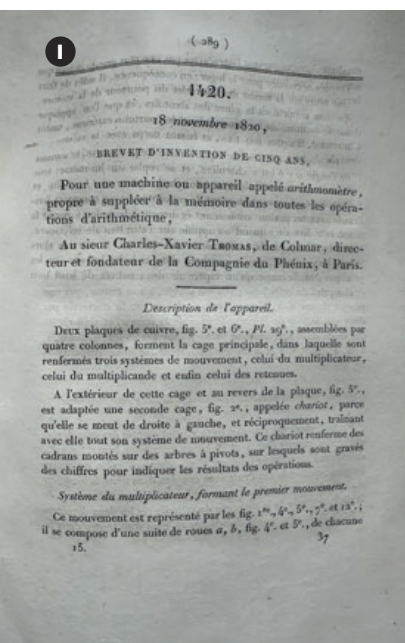 I
( 289 )
1420.
18 novembre 1820,
BREVET D'INVENTION DE CINQ ANS,
Pour une machine ou appareil appelé arithmomètre,
propre à suppléer à la mémoire dans toutes les opéra-
tions d'arithmétique,
Au sieur Charles-Xavier THOMAS, de Colmar, direc-
teur et fondateur de la Compagnie du Phénix, à Paris.
Description de l'appareil.
DEUX plaques de cuivre, fig. 5e. et 6e., Pl. 29e., assemblées par
quatre colonnes, forment la cage principale, dans laquelle sont
renfermés trois systèmes de mouvement, celui du multiplicateur,
celui du multiplicande et enfin celui des retenues.
A l'extérieur de cette cage et au revers de la plaque, fig. 5e.,
est adaptée une seconde cage, fig. 2e., appelée chariot, parce
qu'elle se meut de droite à gauche, et réciproquement, traînant
avec elle tout son système de mouvement. Ce chariot renferme des
cadrans montés sur des arbres à pivots, sur lesquels sont gravés
des chiffres pour indiquer les résultats des opérations.
Système du multiplicateur, formant le premier mouvement.
Ce mouvement est représenté par les fig. 1re., 4e., 5e., 7e. et 12e.;
il se compose d'une suite de roues a, b, fig. 4e. et 5e., de chacune
15. 37